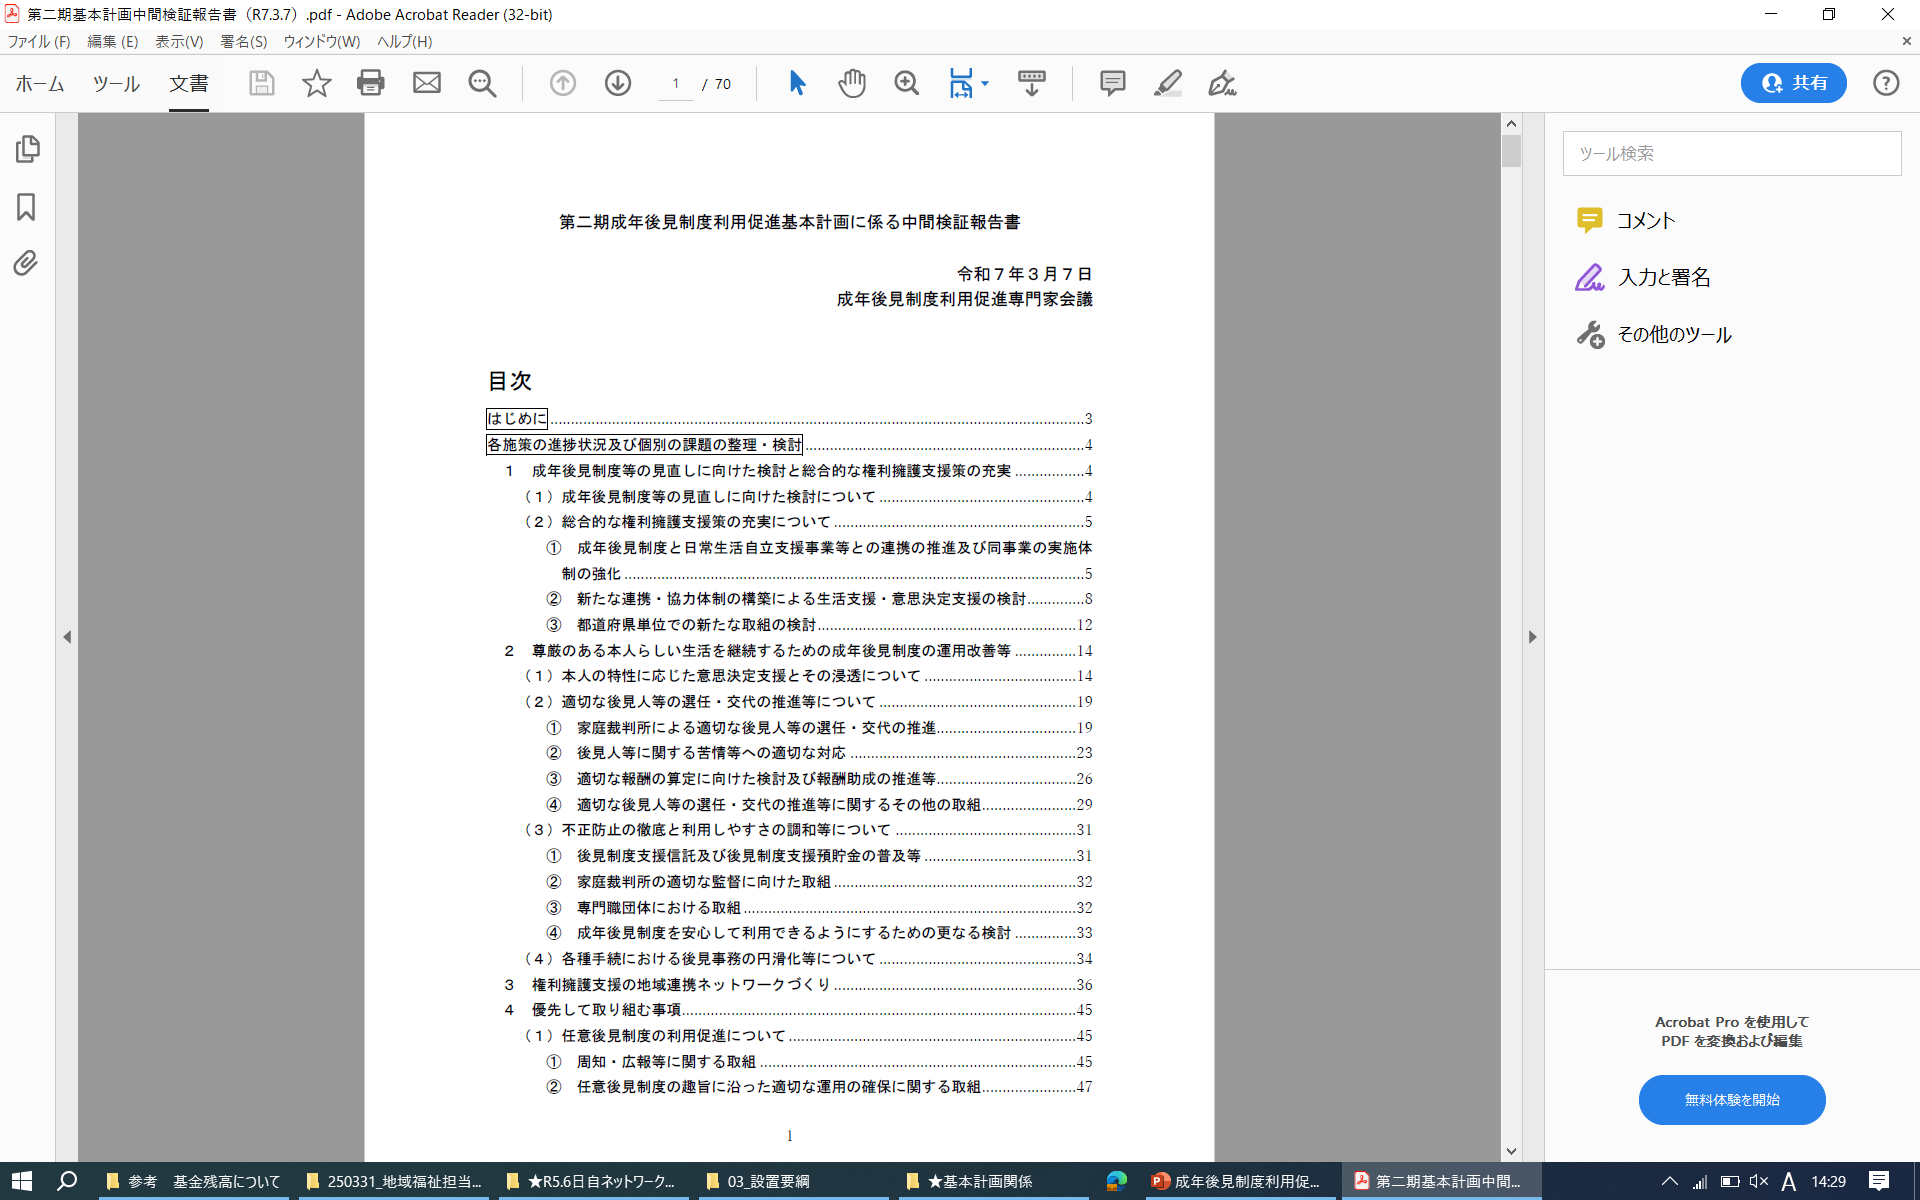 第二期基本計画中間検証報告書（R7.3.7）.pdf - Adobe Acrobat Reader (32-bit)
ファイル(F) 編集(E) 表示(V) 署名(S) ウィンドウ(W) ヘルプ(H)
ホーム ツール 文書 1 / 70 共有
ツール検索
コメント
入力と署名
その他のツール
第二期成年後見制度利用促進基本計画に係る中間検証報告書
令和７年３月７日
成年後見制度利用促進専門家会議
目次
はじめに 3
各施策の進捗状況及び個別の課題の整理・検討 4
１ 成年後見制度等の見直しに向けた検討と総合的な権利擁護支援策の充実 4
（１）成年後見制度等の見直しに向けた検討について 4
（２）総合的な権利擁護支援策の充実について 5
① 成年後見制度と日常生活自立支援事業等との連携の推進及び同事業の実施体
制の強化 5
② 新たな連携・協力体制の構築による生活支援・意思決定支援の検討 8
③ 都道府県単位での新たな取組の検討 12
２ 尊厳のある本人らしい生活を継続するための成年後見制度の運用改善等 14
（１）本人の特性に応じた意思決定支援とその浸透について 14
（２）適切な後見人等の選任・交代の推進等について 19
① 家庭裁判所による適切な後見人等の選任・交代の推進 19
② 後見人等に関する苦情等への適切な対応 23
③ 適切な報酬の算定に向けた検討及び報酬助成の推進等 26
④ 適切な後見人等の選任・交代の推進等に関するその他の取組 29
（３）不正防止の徹底と利用しやすさの調和等について 31
① 後見制度支援信託及び後見制度支援預貯金の普及等 31
② 家庭裁判所の適切な監督に向けた取組 32
③ 専門職団体における取組 32
④ 成年後見制度を安心して利用できるようにするための更なる検討 33
（４）各種手続における後見事務の円滑化等について 34
３ 権利擁護支援の地域連携ネットワークづくり 36
４ 優先して取り組む事項 45
（１）任意後見制度の利用促進について 45
① 周知・広報等に関する取組 45
② 任意後見制度の趣旨に沿った適切な運用の確保に関する取組 47
1
Acrobat Pro を使用して
PDF を変換および編集
無料体験を開始
参考 基金残高について 250331_地域福祉担当... ★R5.6日自ネットワーク... 03_設置要綱 ★基本計画関係 成年後見制度利用促... 第二期基本計画中間... A 14:29